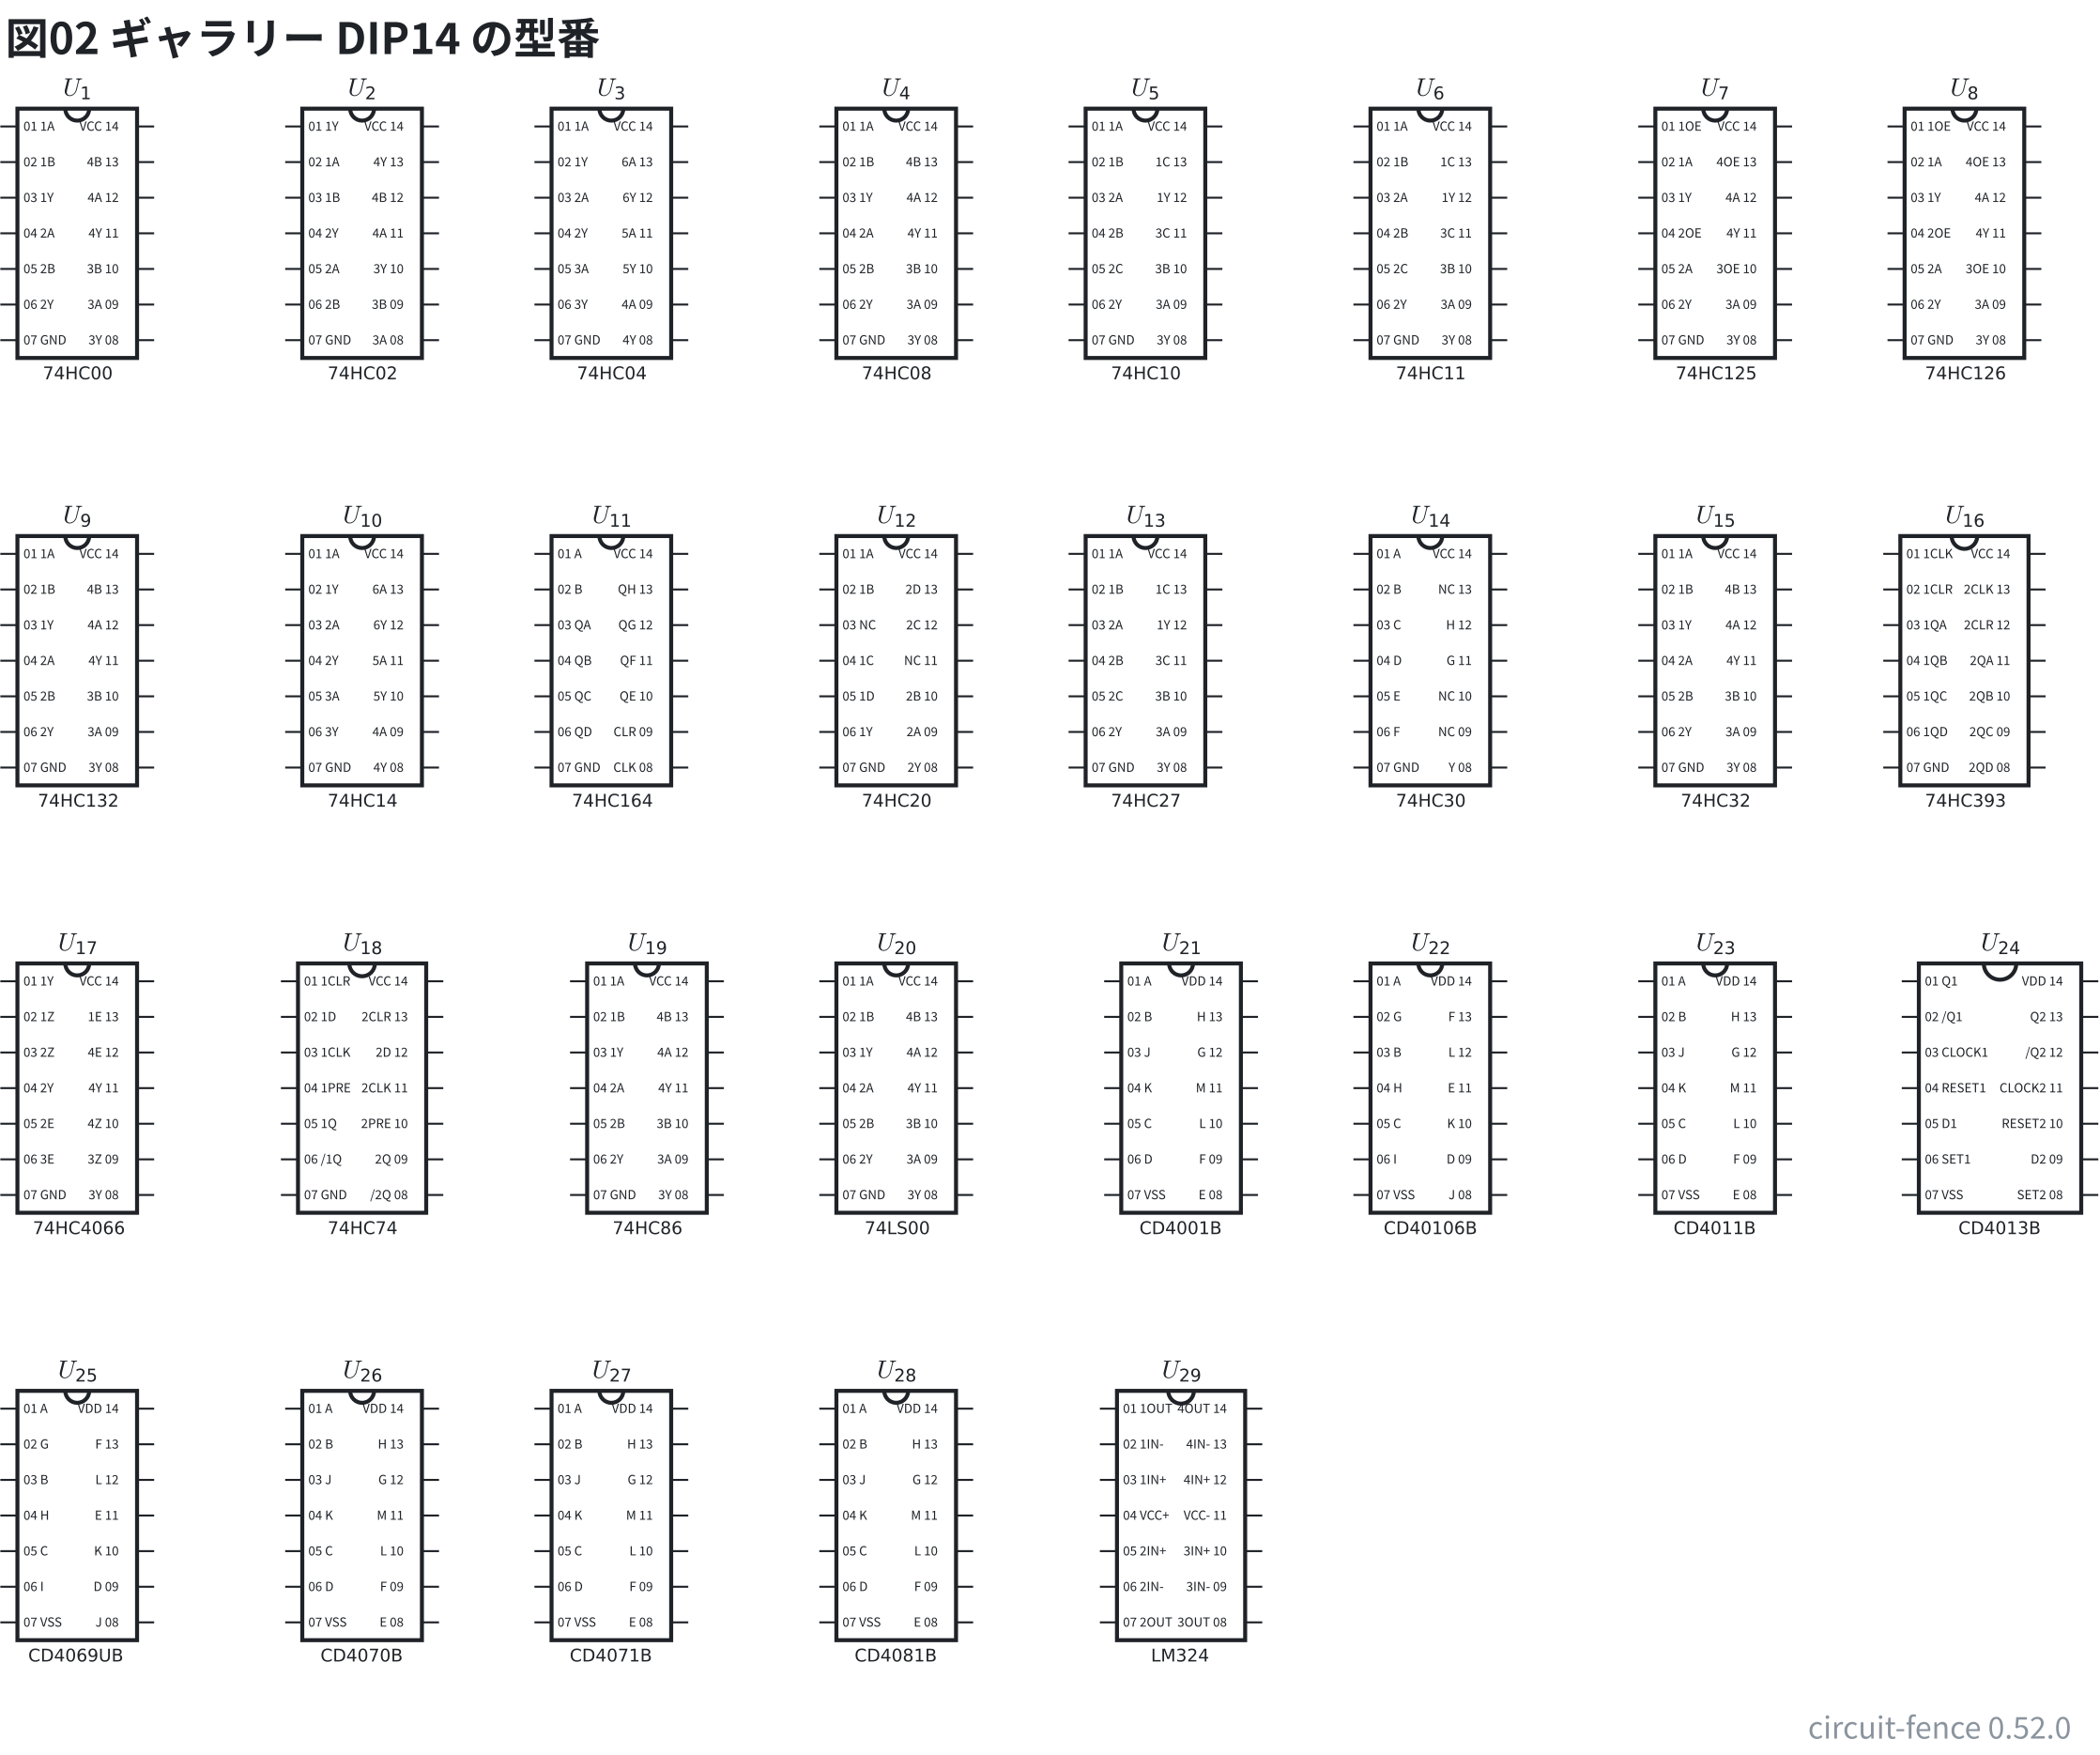 図02 ギャラリー DIP14 の型番
U1 U2 U3 U4 U5 U6 U7 U8
01 1A VCC 14 01 1Y VCC 14 01 1A VCC 14 01 1A VCC 14 01 1A VCC 14 01 1A VCC 14 01 1OE VCC 14 01 1OE VCC 14
02 1B 4B 13 02 1A 4Y 13 02 1Y 6A 13 02 1B 4B 13 02 1B 1C 13 02 1B 1C 13 02 1A 4OE 13 02 1A 4OE 13
03 1Y 4A 12 03 1B 4B 12 03 2A 6Y 12 03 1Y 4A 12 03 2A 1Y 12 03 2A 1Y 12 03 1Y 4A 12 03 1Y 4A 12
04 2A 4Y 11 04 2Y 4A 11 04 2Y 5A 11 04 2A 4Y 11 04 2B 3C 11 04 2B 3C 11 04 2OE 4Y 11 04 2OE 4Y 11
05 2B 3B 10 05 2A 3Y 10 05 3A 5Y 10 05 2B 3B 10 05 2C 3B 10 05 2C 3B 10 05 2A 3OE 10 05 2A 3OE 10
06 2Y 3A 09 06 2B 3B 09 06 3Y 4A 09 06 2Y 3A 09 06 2Y 3A 09 06 2Y 3A 09 06 2Y 3A 09 06 2Y 3A 09
07 GND 3Y 08 07 GND 3A 08 07 GND 4Y 08 07 GND 3Y 08 07 GND 3Y 08 07 GND 3Y 08 07 GND 3Y 08 07 GND 3Y 08
74HC00 74HC02 74HC04 74HC08 74HC10 74HC11 74HC125 74HC126
U9 U10 U11 U12 U13 U14 U15 U16
01 1A VCC 14 01 1A VCC 14 01 A VCC 14 01 1A VCC 14 01 1A VCC 14 01 A VCC 14 01 1A VCC 14 01 1CLK VCC 14
02 1B 4B 13 02 1Y 6A 13 02 B QH 13 02 1B 2D 13 02 1B 1C 13 02 B NC 13 02 1B 4B 13 02 1CLR 2CLK 13
03 1Y 4A 12 03 2A 6Y 12 03 QA QG 12 03 NC 2C 12 03 2A 1Y 12 03 C H 12 03 1Y 4A 12 03 1QA 2CLR 12
04 2A 4Y 11 04 2Y 5A 11 04 QB QF 11 04 1C NC 11 04 2B 3C 11 04 D G 11 04 2A 4Y 11 04 1QB 2QA 11
05 2B 3B 10 05 3A 5Y 10 05 QC QE 10 05 1D 2B 10 05 2C 3B 10 05 E NC 10 05 2B 3B 10 05 1QC 2QB 10
06 2Y 3A 09 06 3Y 4A 09 06 QD CLR 09 06 1Y 2A 09 06 2Y 3A 09 06 F NC 09 06 2Y 3A 09 06 1QD 2QC 09
07 GND 3Y 08 07 GND 4Y 08 07 GND CLK 08 07 GND 2Y 08 07 GND 3Y 08 07 GND Y 08 07 GND 3Y 08 07 GND 2QD 08
74HC132 74HC14 74HC164 74HC20 74HC27 74HC30 74HC32 74HC393
U17 U18 U19 U20 U21 U22 U23 U24
01 1Y VCC 14 01 1CLR VCC 14 01 1A VCC 14 01 1A VCC 14 01 A VDD 14 01 A VDD 14 01 A VDD 14 01 Q1 VDD 14
02 1Z 1E 13 02 1D 2CLR 13 02 1B 4B 13 02 1B 4B 13 02 B H 13 02 G F 13 02 B H 13 02 /Q1 Q2 13
03 2Z 4E 12 03 1CLK 2D 12 03 1Y 4A 12 03 1Y 4A 12 03 J G 12 03 B L 12 03 J G 12 03 CLOCK1 /Q2 12
04 2Y 4Y 11 04 1PRE 2CLK 11 04 2A 4Y 11 04 2A 4Y 11 04 K M 11 04 H E 11 04 K M 11 04 RESET1 CLOCK2 11
05 2E 4Z 10 05 1Q 2PRE 10 05 2B 3B 10 05 2B 3B 10 05 C L 10 05 C K 10 05 C L 10 05 D1 RESET2 10
06 3E 3Z 09 06 /1Q 2Q 09 06 2Y 3A 09 06 2Y 3A 09 06 D F 09 06 I D 09 06 D F 09 06 SET1 D2 09
07 GND 3Y 08 07 GND /2Q 08 07 GND 3Y 08 07 GND 3Y 08 07 VSS E 08 07 VSS J 08 07 VSS E 08 07 VSS SET2 08
74HC4066 74HC74 74HC86 74LS00 CD4001B CD40106B CD4011B CD4013B
U25 U26 U27 U28 U29
01 A VDD 14 01 A VDD 14 01 A VDD 14 01 A VDD 14 01 1OUT 4OUT 14
02 G F 13 02 B H 13 02 B H 13 02 B H 13 02 1IN- 4IN- 13
03 B L 12 03 J G 12 03 J G 12 03 J G 12 03 1IN+ 4IN+ 12
04 H E 11 04 K M 11 04 K M 11 04 K M 11 04 VCC+ VCC- 11
05 C K 10 05 C L 10 05 C L 10 05 C L 10 05 2IN+ 3IN+ 10
06 I D 09 06 D F 09 06 D F 09 06 D F 09 06 2IN- 3IN- 09
07 VSS J 08 07 VSS E 08 07 VSS E 08 07 VSS E 08 07 2OUT 3OUT 08
CD4069UB CD4070B CD4071B CD4081B LM324
circuit-fence 0.52.0